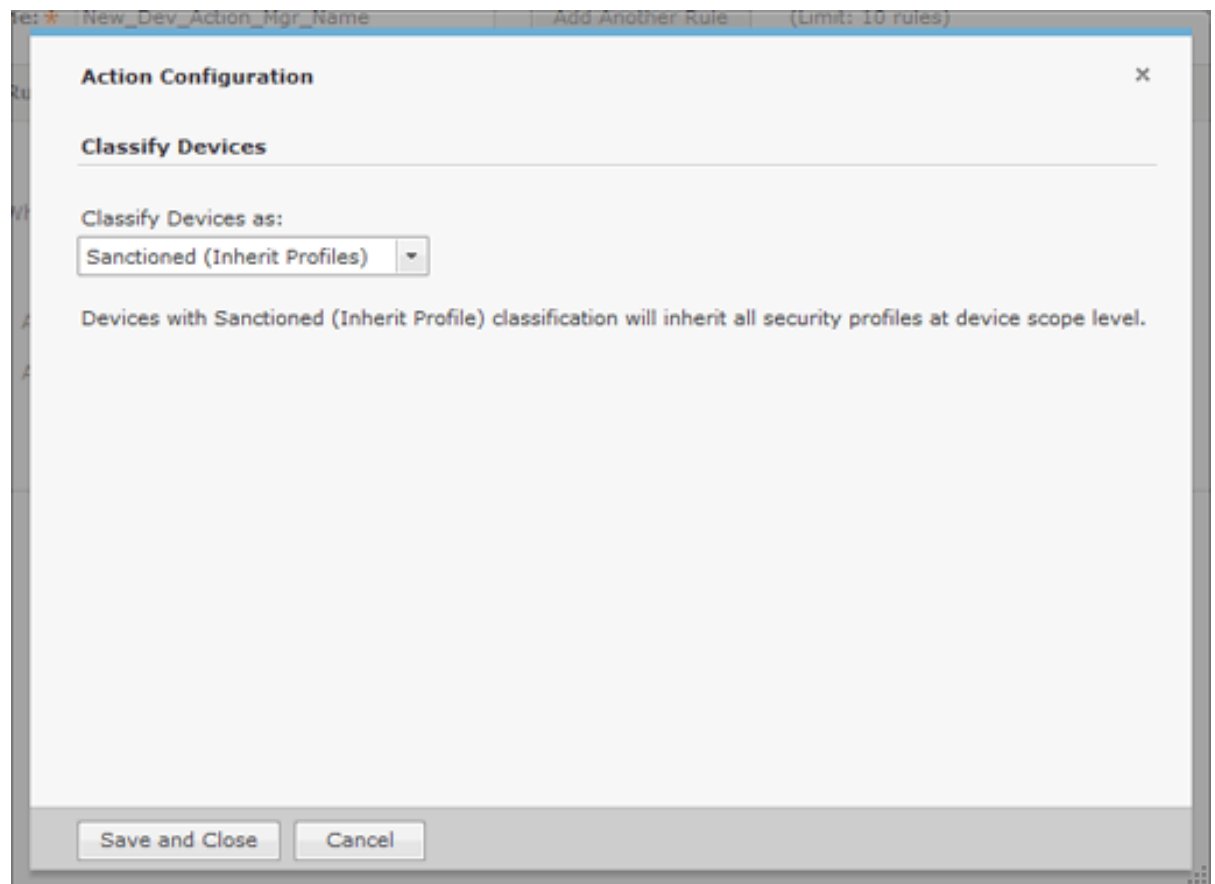 New_Dev_Action_Mgr_Name Add Another Rule (Limit: 10 rules)
Action Configuration
Classify Devices
Classify Devices as:
Sanctioned (Inherit Profiles)
Devices with Sanctioned (Inherit Profile) classification will inherit all security profiles at device scope level.
Save and Close Cancel